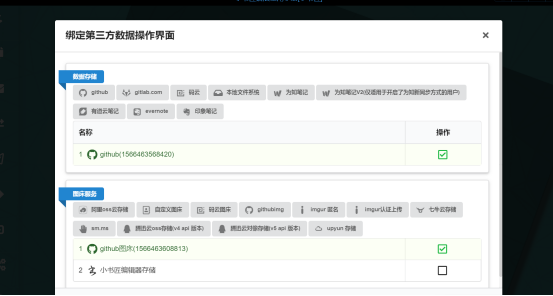 绑定第三方数据操作界面
数据存储
github gitlab.com 码云 本地文件系统 为知笔记 为知笔记V2(仅适用于开启了为知新同步方式的用户)
有道云笔记 evernote 印象笔记
名称 操作
1 github(1566463568420)
图床服务
阿里oss云存储 自定义图床 码云图床 githubimg imgur 匿名 imgur认证上传 七牛云存储
sm.ms 腾迅云oss存储(v4 api 版本) 腾迅云对像存储(v5 api 版本) upyun 存储
1 github图床(1566463608813)
2 小书匠编辑器存储